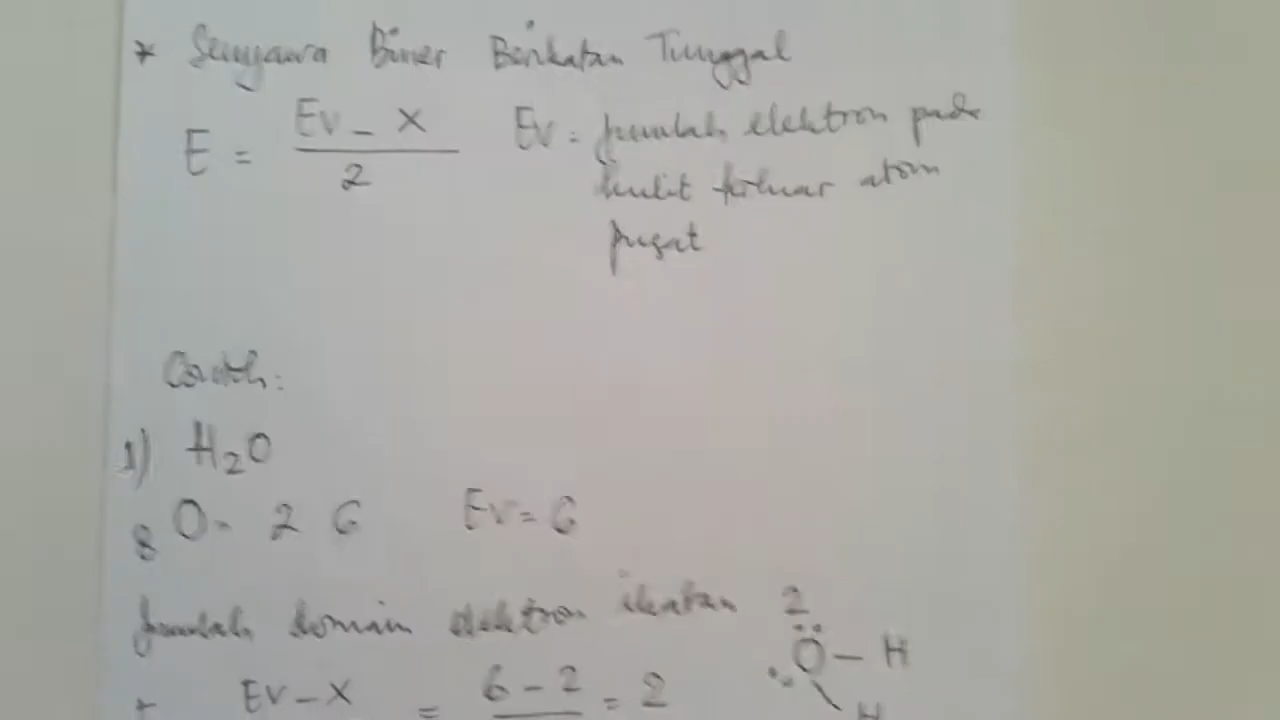 * Senyawa Biner Berikatan Tunggal
E = Ev - X / 2 Ev = Jumlah elektron pada
kulit terluar atom
pusat
Contoh:
1) H₂O
₈O = 2 6 Ev = 6
Jumlah domain elektron ikatan 2
Ö - H
Ev - X = 6 - 2 = 2
H